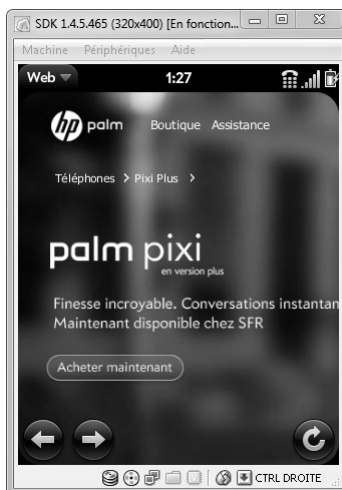 SDK 1.4.5.465 (320x400) [En fonction...
Machine Périphériques Aide
Web 1:27
hp palm Boutique Assistance
Téléphones > Pixi Plus >
palm pixi
en version plus
Finesse incroyable. Conversations instantan
Maintenant disponible chez SFR
Acheter maintenant
CTRL DROITE